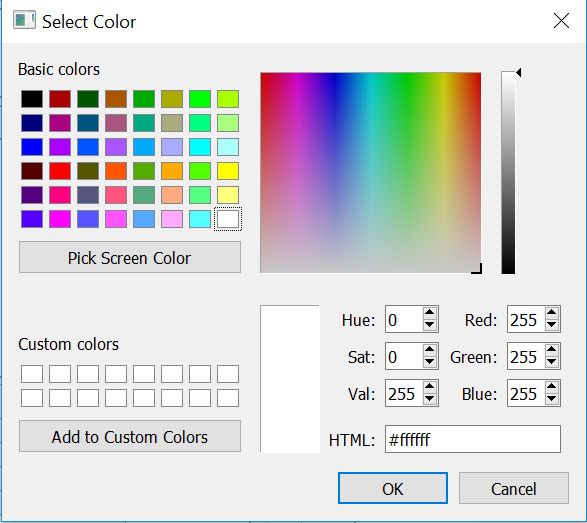 Select Color
Basic colors
Pick Screen Color
Custom colors
Add to Custom Colors
Hue: 0 Red: 255
Sat: 0 Green: 255
Val: 255 Blue: 255
HTML: #ffffff
OK Cancel